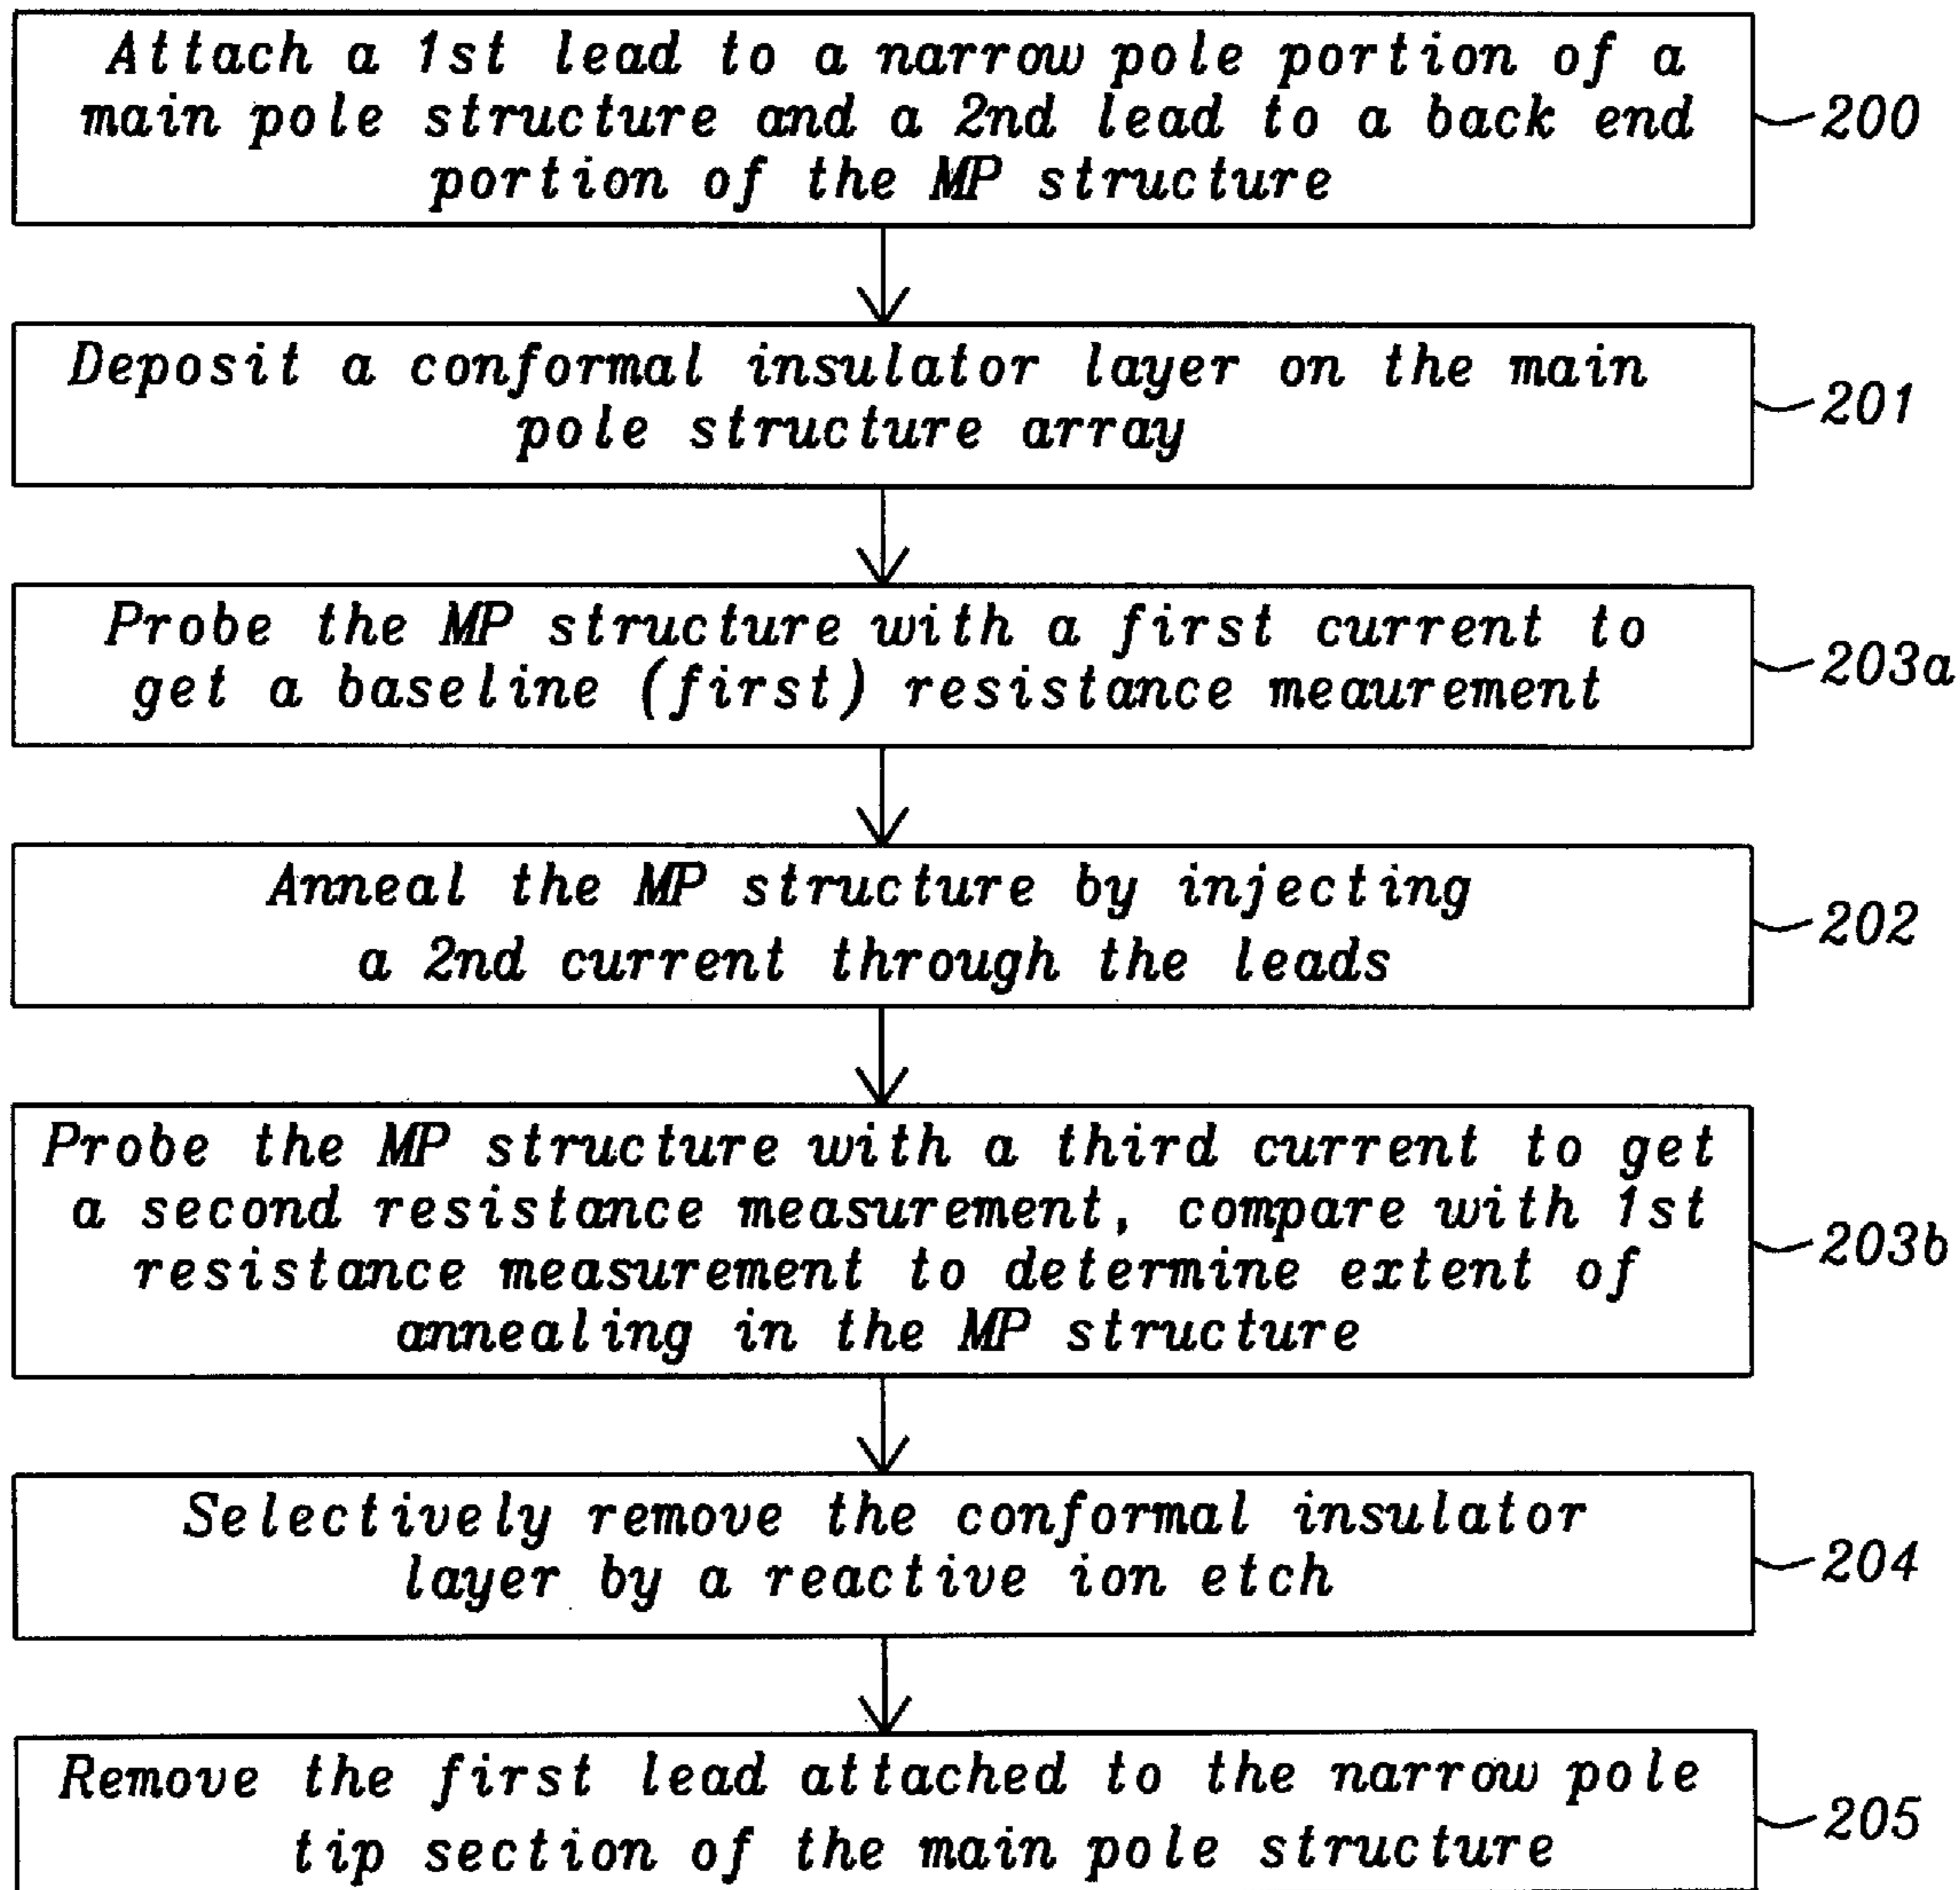 Attach a 1st lead to a narrow pole portion of a
main pole structure and a 2nd lead to a back end
portion of the MP structure
200
Deposit a conformal insulator layer on the main
pole structure array
201
Probe the MP structure with a first current to
get a baseline (first) resistance meaurement
203a
Anneal the MP structure by injecting
a 2nd current through the leads
202
Probe the MP structure with a third current to get
a second resistance measurement, compare with 1st
resistance measurement to determine extent of
annealing in the MP structure
203b
Selectively remove the conformal insulator
layer by a reactive ion etch
204
Remove the first lead attached to the narrow pole
tip section of the main pole structure
205